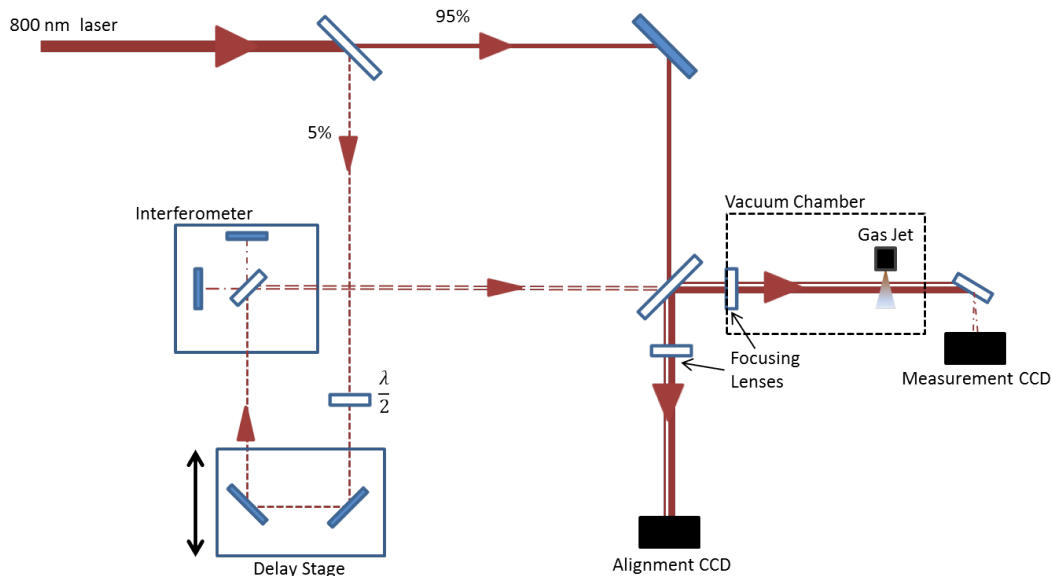 800 nm laser
95%
5%
Interferometer
Vacuum Chamber
Gas Jet
λ
2
Focusing
Lenses
Measurement CCD
Alignment CCD
Delay Stage